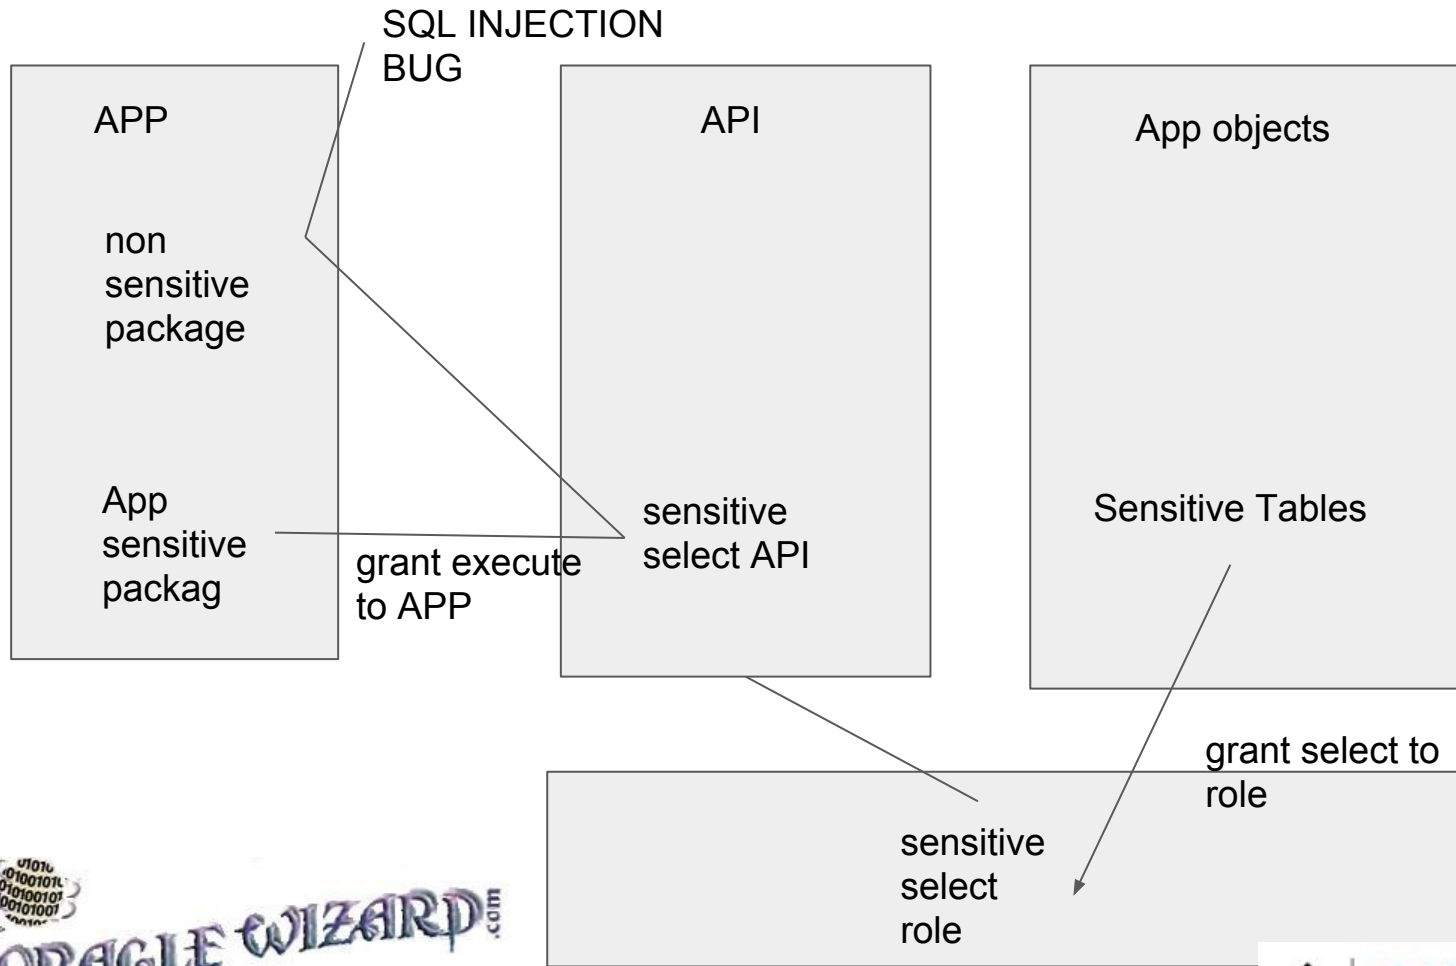 SQL INJECTION
BUG
APP
API
App objects
non
sensitive
package
App
sensitive
packag
grant execute
to APP
sensitive
select API
Sensitive Tables
grant select to
role
sensitive
select
role
ORACLE WIZARD.com